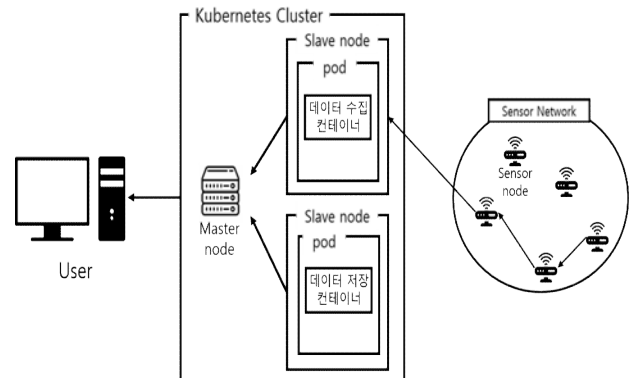 Kubernetes Cluster
Slave node
pod
데이터 수집
컨테이너
Sensor Network
Sensor
node
Master
node
User
Slave node
pod
데이터 저장
컨테이너